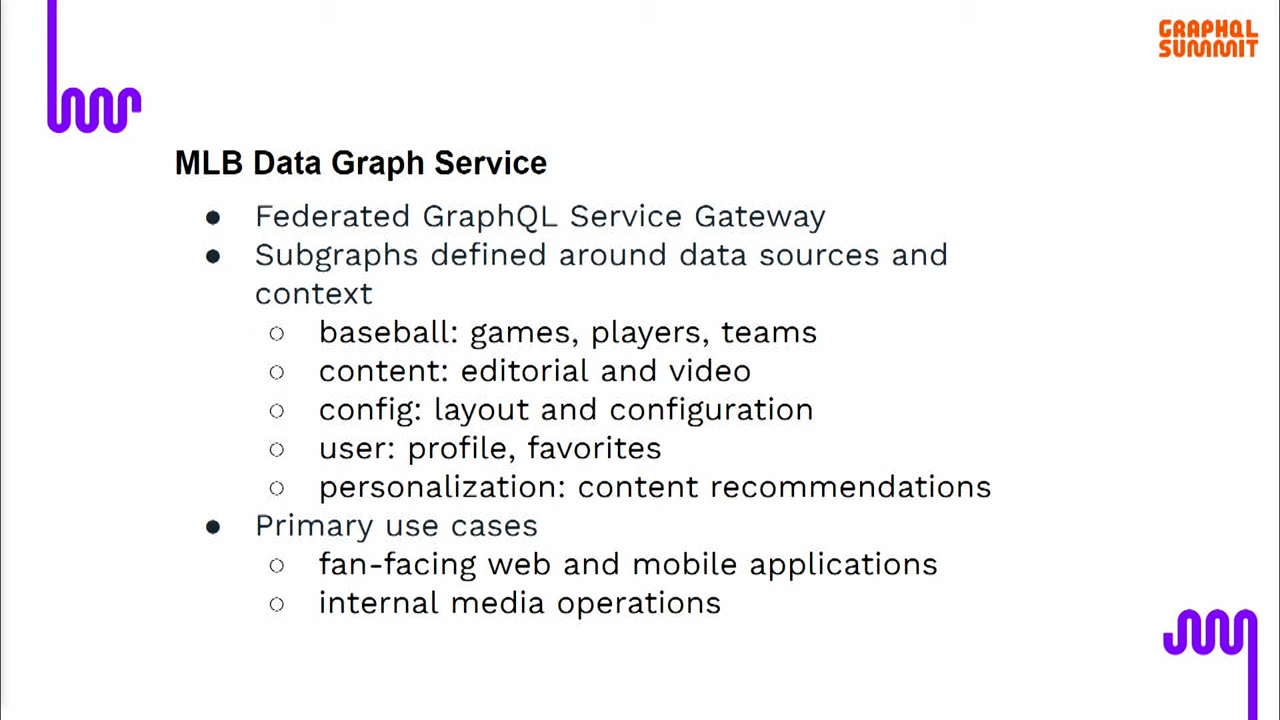 GRAPHQL
SUMMIT
MLB Data Graph Service
● Federated GraphQL Service Gateway
● Subgraphs defined around data sources and
context
○ baseball: games, players, teams
○ content: editorial and video
○ config: layout and configuration
○ user: profile, favorites
○ personalization: content recommendations
● Primary use cases
○ fan-facing web and mobile applications
○ internal media operations